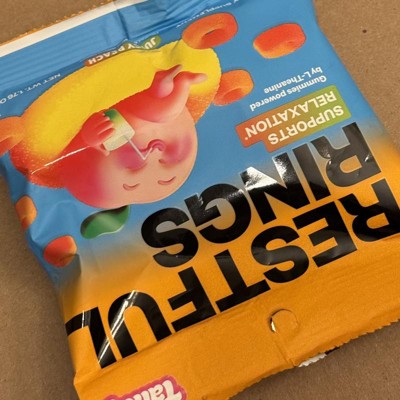 RESTFUL
RINGS
SUPPORTS
RELAXATION*
Gummies powered
by L-Theanine
JUICY PEACH